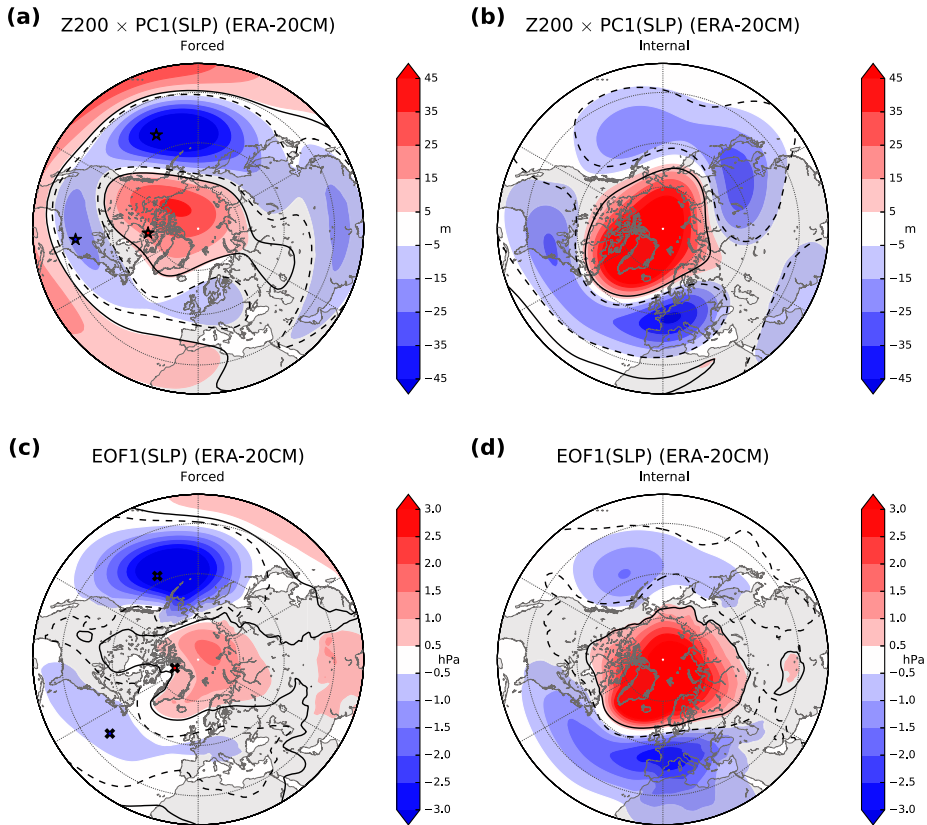 (a)
Z200 × PC1(SLP) (ERA-20CM)
Forced
45
35
25
15
5
m
−5
−15
−25
−35
−45
(b)
Z200 × PC1(SLP) (ERA-20CM)
Internal
45
35
25
15
5
m
−5
−15
−25
−35
−45
(c)
EOF1(SLP) (ERA-20CM)
Forced
3.0
2.5
2.0
1.5
1.0
0.5
hPa
−0.5
−1.0
−1.5
−2.0
−2.5
−3.0
(d)
EOF1(SLP) (ERA-20CM)
Internal
3.0
2.5
2.0
1.5
1.0
0.5
hPa
−0.5
−1.0
−1.5
−2.0
−2.5
−3.0